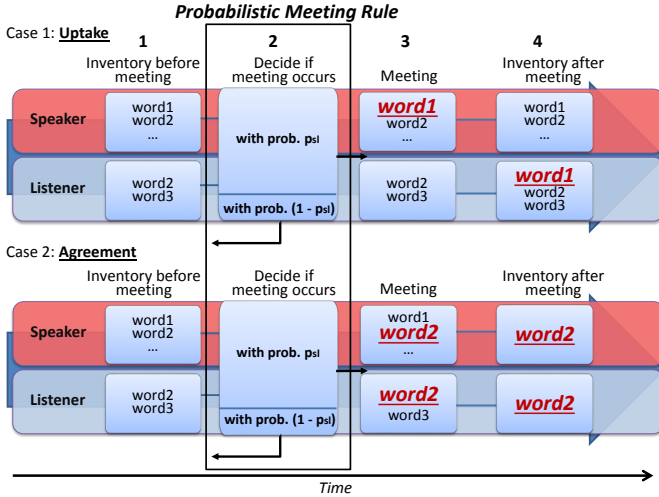 Probabilistic Meeting Rule
Case 1: Uptake
1 2 3 4
Inventory before meeting
Decide if meeting occurs
Meeting
Inventory after meeting
Speaker
word1
word2
...
with prob. psl
word1
word2
...
word1
word2
...
Listener
word2
word3
with prob. (1 - psl)
word2
word3
word1
word2
word3
Case 2: Agreement
Inventory before meeting
Decide if meeting occurs
Meeting
Inventory after meeting
Speaker
word1
word2
...
with prob. psl
word1
word2
...
word2
Listener
word2
word3
with prob. (1 - psl)
word2
word3
word2
Time